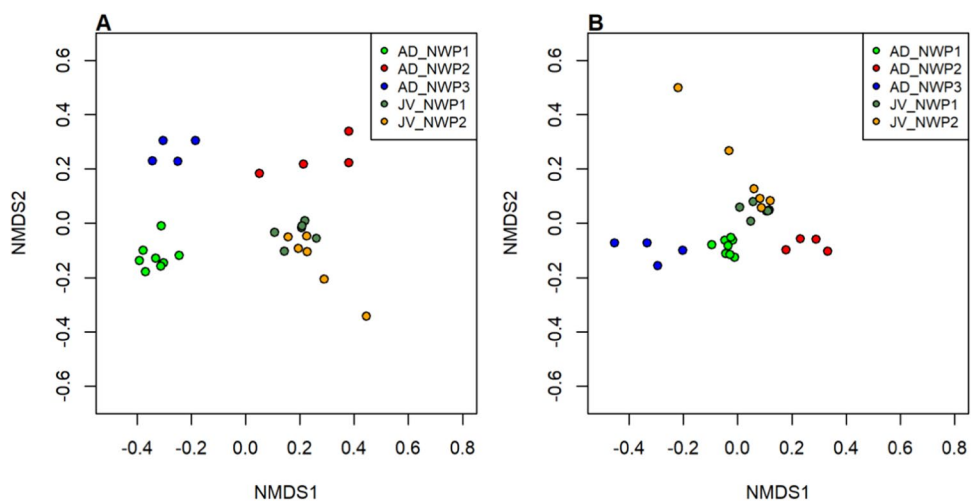 A
AD_NWP1
AD_NWP2
AD_NWP3
JV_NWP1
JV_NWP2
NMDS2
0.6
0.4
0.2
0.0
-0.2
-0.4
-0.6
-0.4 -0.2 0.0 0.2 0.4 0.6 0.8
NMDS1
B
AD_NWP1
AD_NWP2
AD_NWP3
JV_NWP1
JV_NWP2
NMDS2
0.6
0.4
0.2
0.0
-0.2
-0.4
-0.6
-0.4 -0.2 0.0 0.2 0.4 0.6 0.8
NMDS1